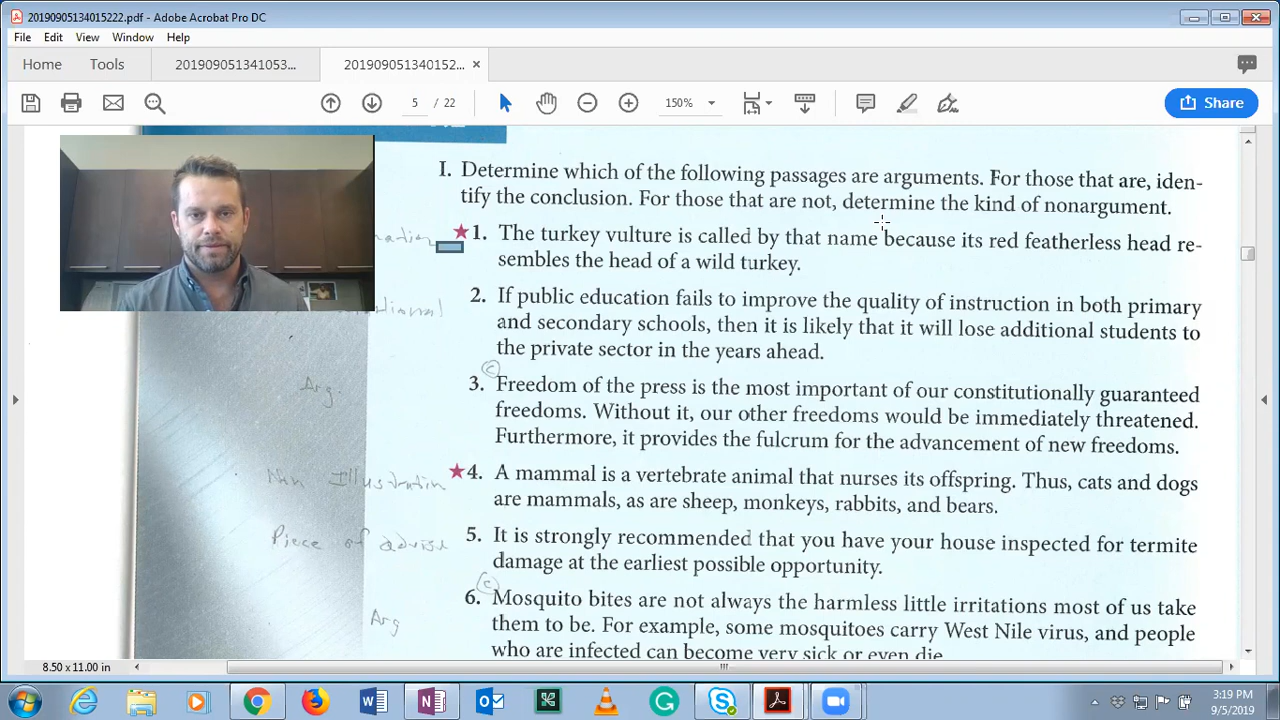 20190905134015222.pdf - Adobe Acrobat Pro DC
File Edit View Window Help
Home Tools 201909051341053... 201909051340152... ×
5 / 22 150% Share
I. Determine which of the following passages are arguments. For those that are, iden-
tify the conclusion. For those that are not, determine the kind of nonargument.
★1. The turkey vulture is called by that name because its red featherless head re-
sembles the head of a wild turkey.
2. If public education fails to improve the quality of instruction in both primary
and secondary schools, then it is likely that it will lose additional students to
the private sector in the years ahead.
C
3. Freedom of the press is the most important of our constitutionally guaranteed
freedoms. Without it, our other freedoms would be immediately threatened.
Furthermore, it provides the fulcrum for the advancement of new freedoms.
Arg.
★4. A mammal is a vertebrate animal that nurses its offspring. Thus, cats and dogs
are mammals, as are sheep, monkeys, rabbits, and bears.
Non Illustration
5. It is strongly recommended that you have your house inspected for termite
damage at the earliest possible opportunity.
Piece of advise
C
6. Mosquito bites are not always the harmless little irritations most of us take
them to be. For example, some mosquitoes carry West Nile virus, and people
who are infected can become very sick or even die.
Arg
8.50 x 11.00 in
3:19 PM
9/5/2019